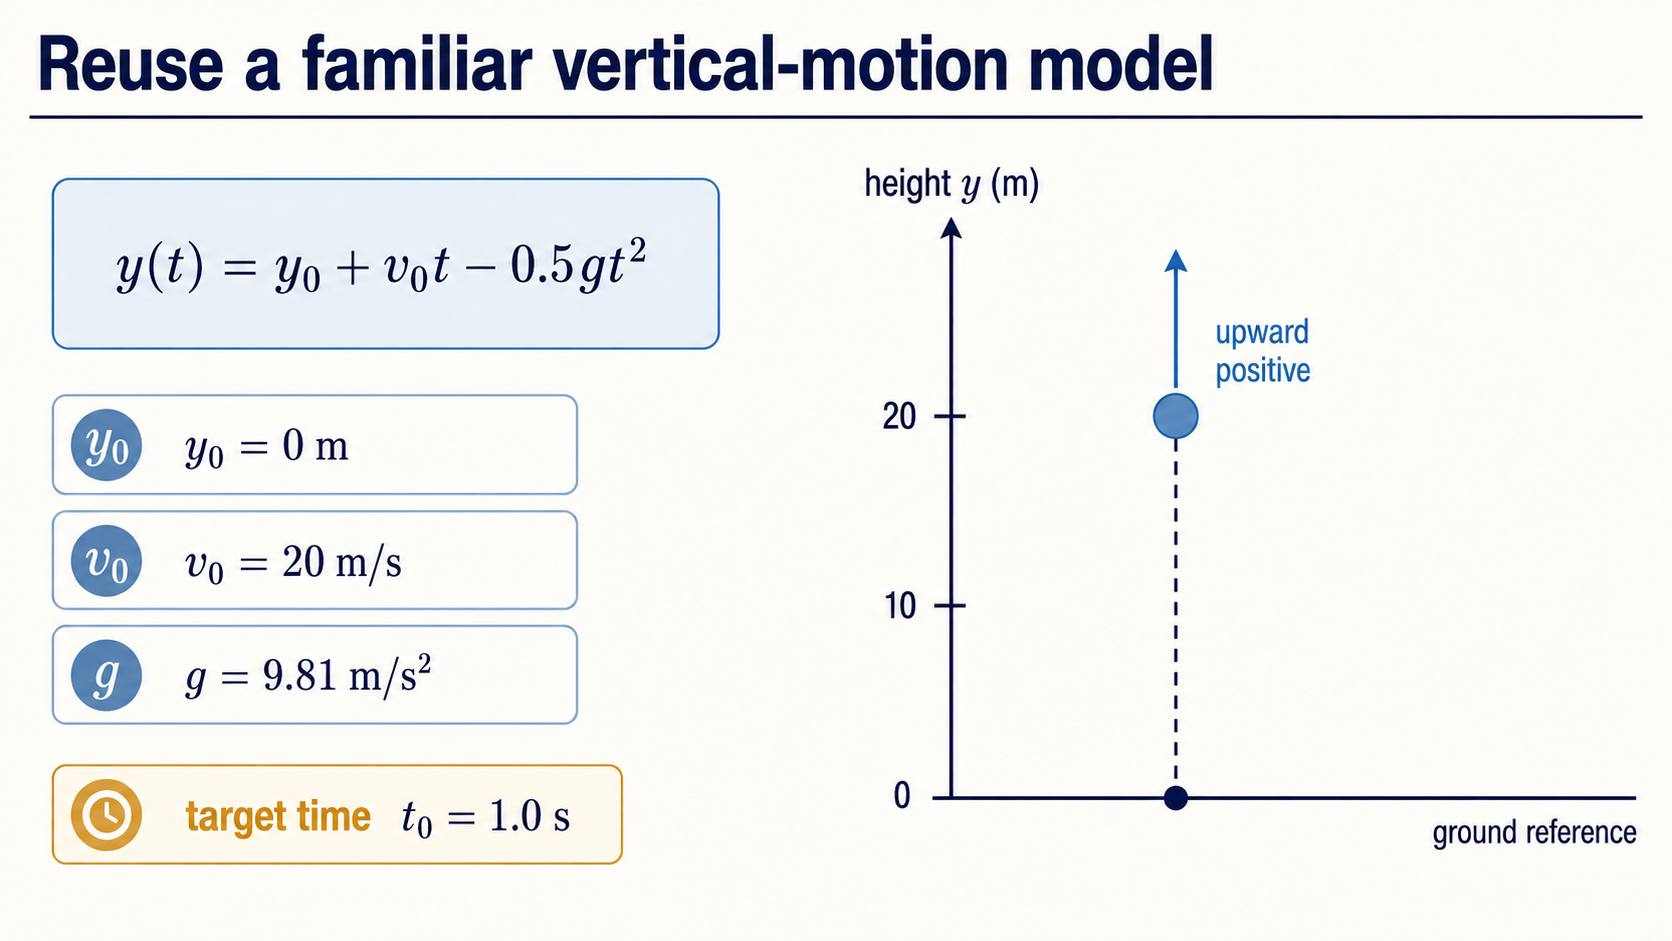 Reuse a familiar vertical-motion model
y(t) = y₀ + v₀t − 0.5gt²
y₀ y₀ = 0 m
v₀ v₀ = 20 m/s
g g = 9.81 m/s²
target time t₀ = 1.0 s
height y (m)
upward
positive
20
10
0
ground reference